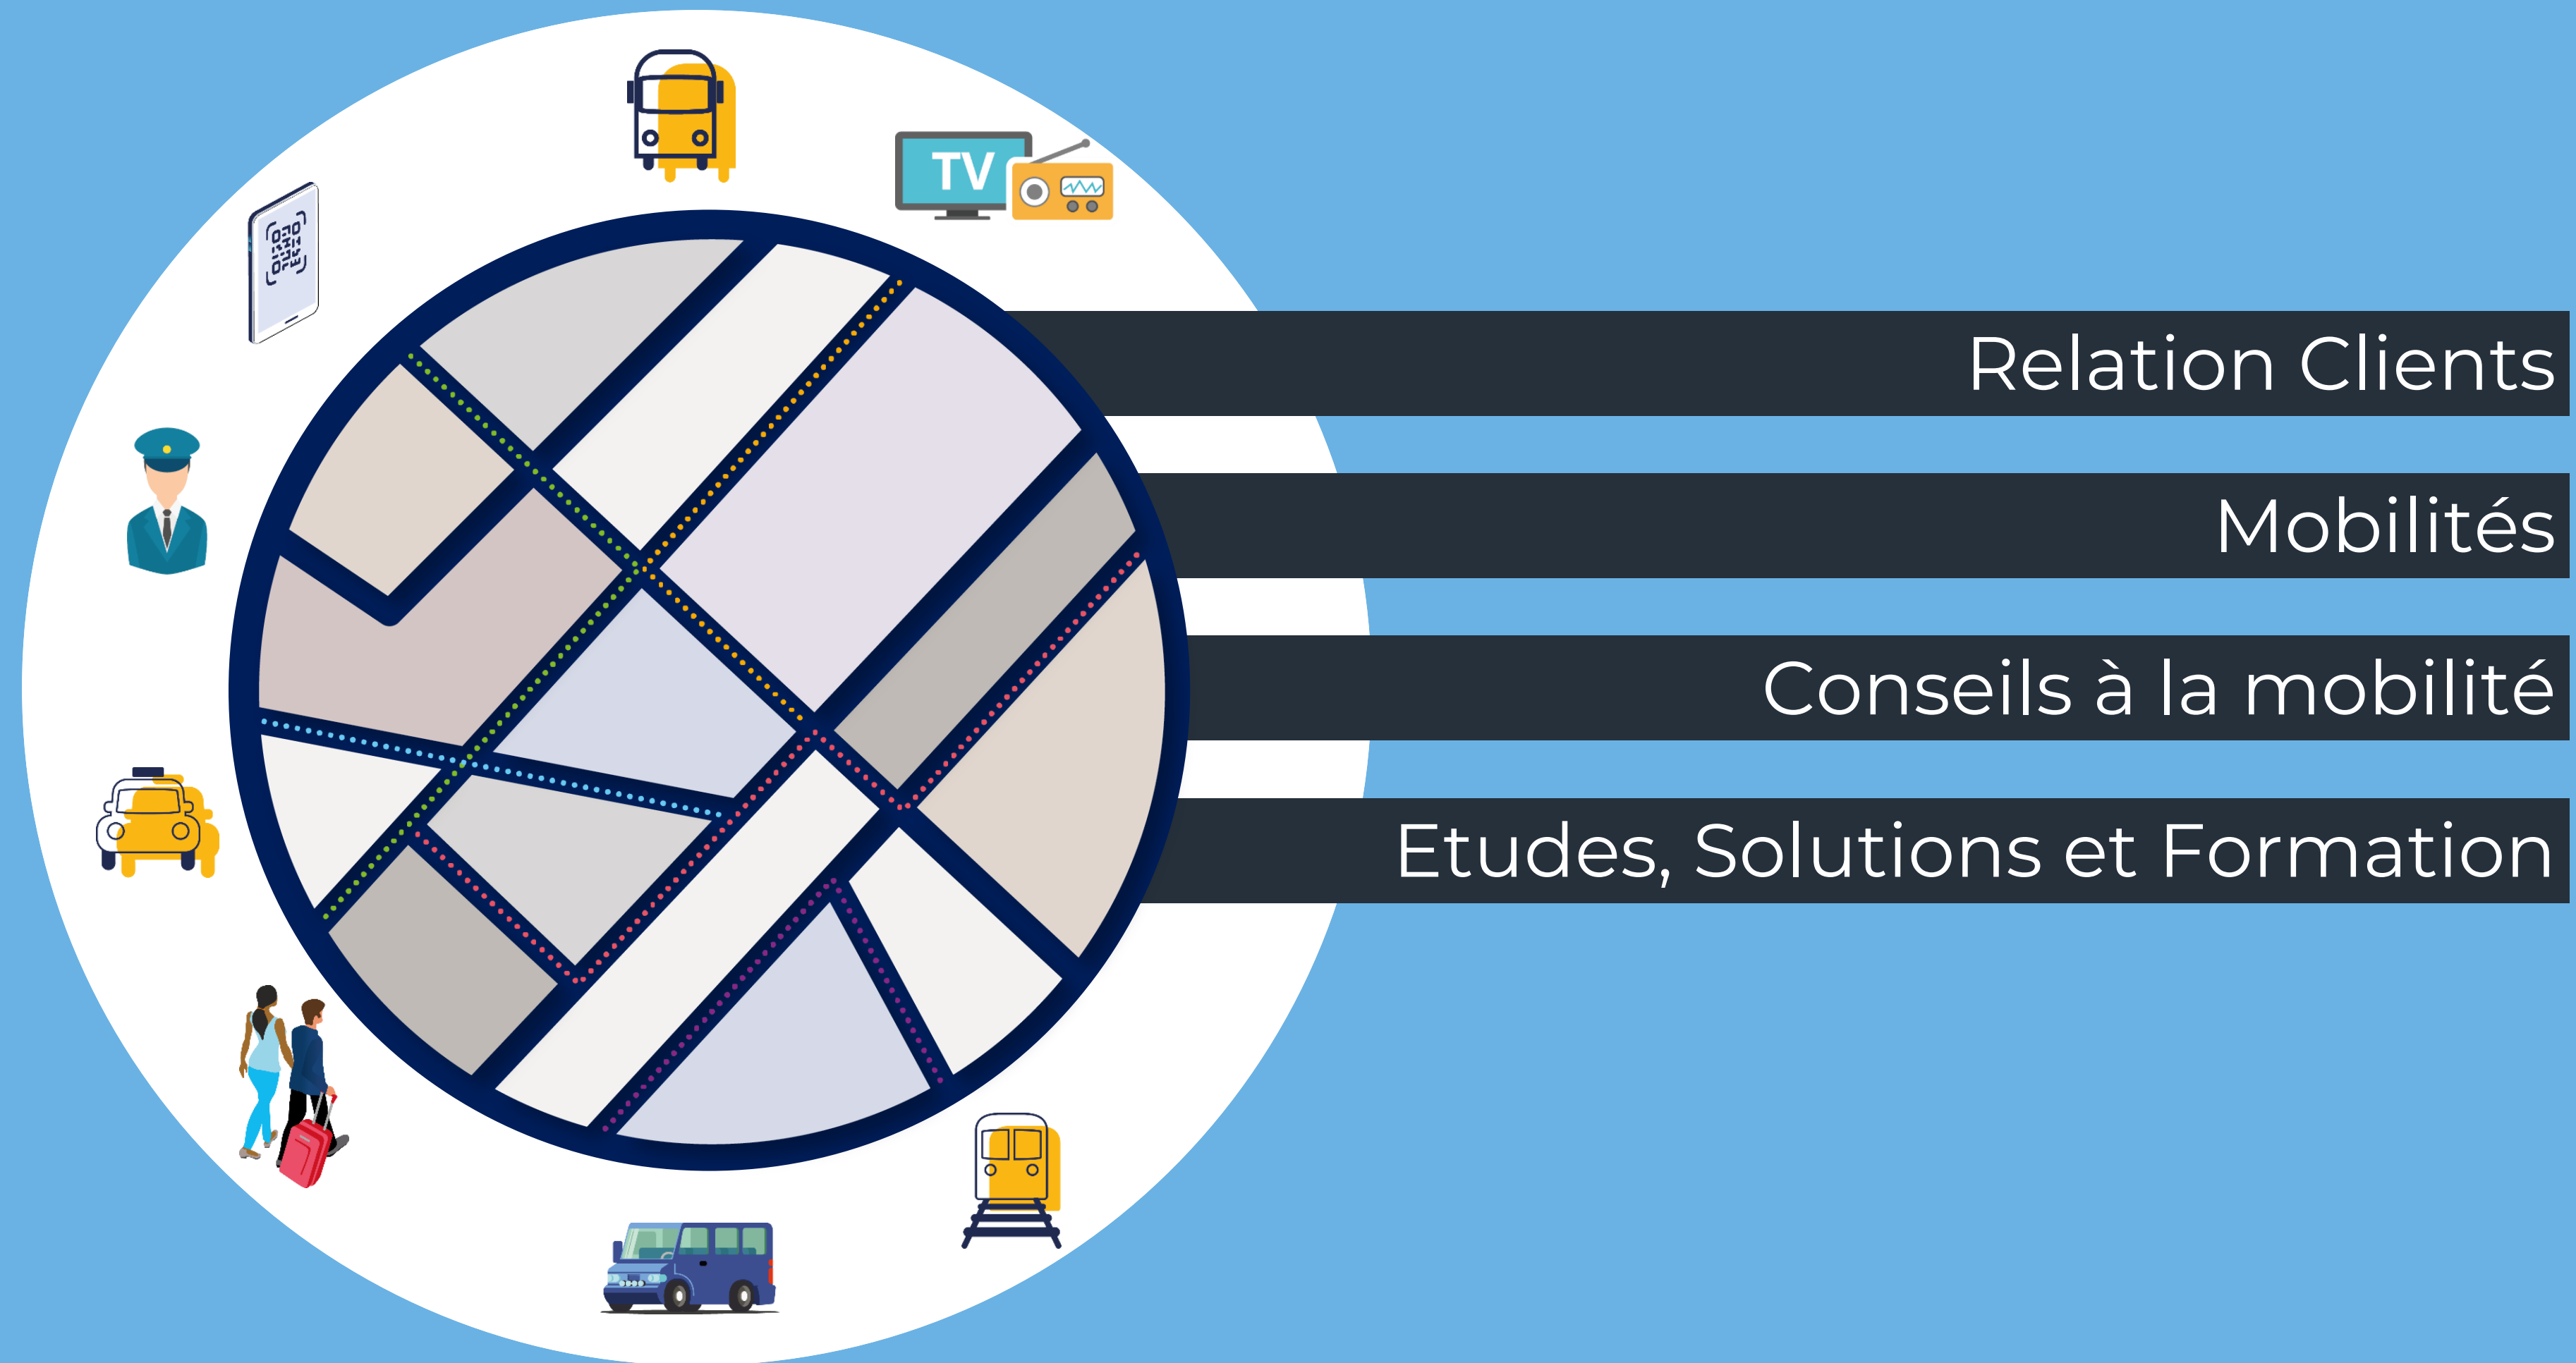 TV
Relation Clients
Mobilités
Conseils à la mobilité
Etudes, Solutions et Formation